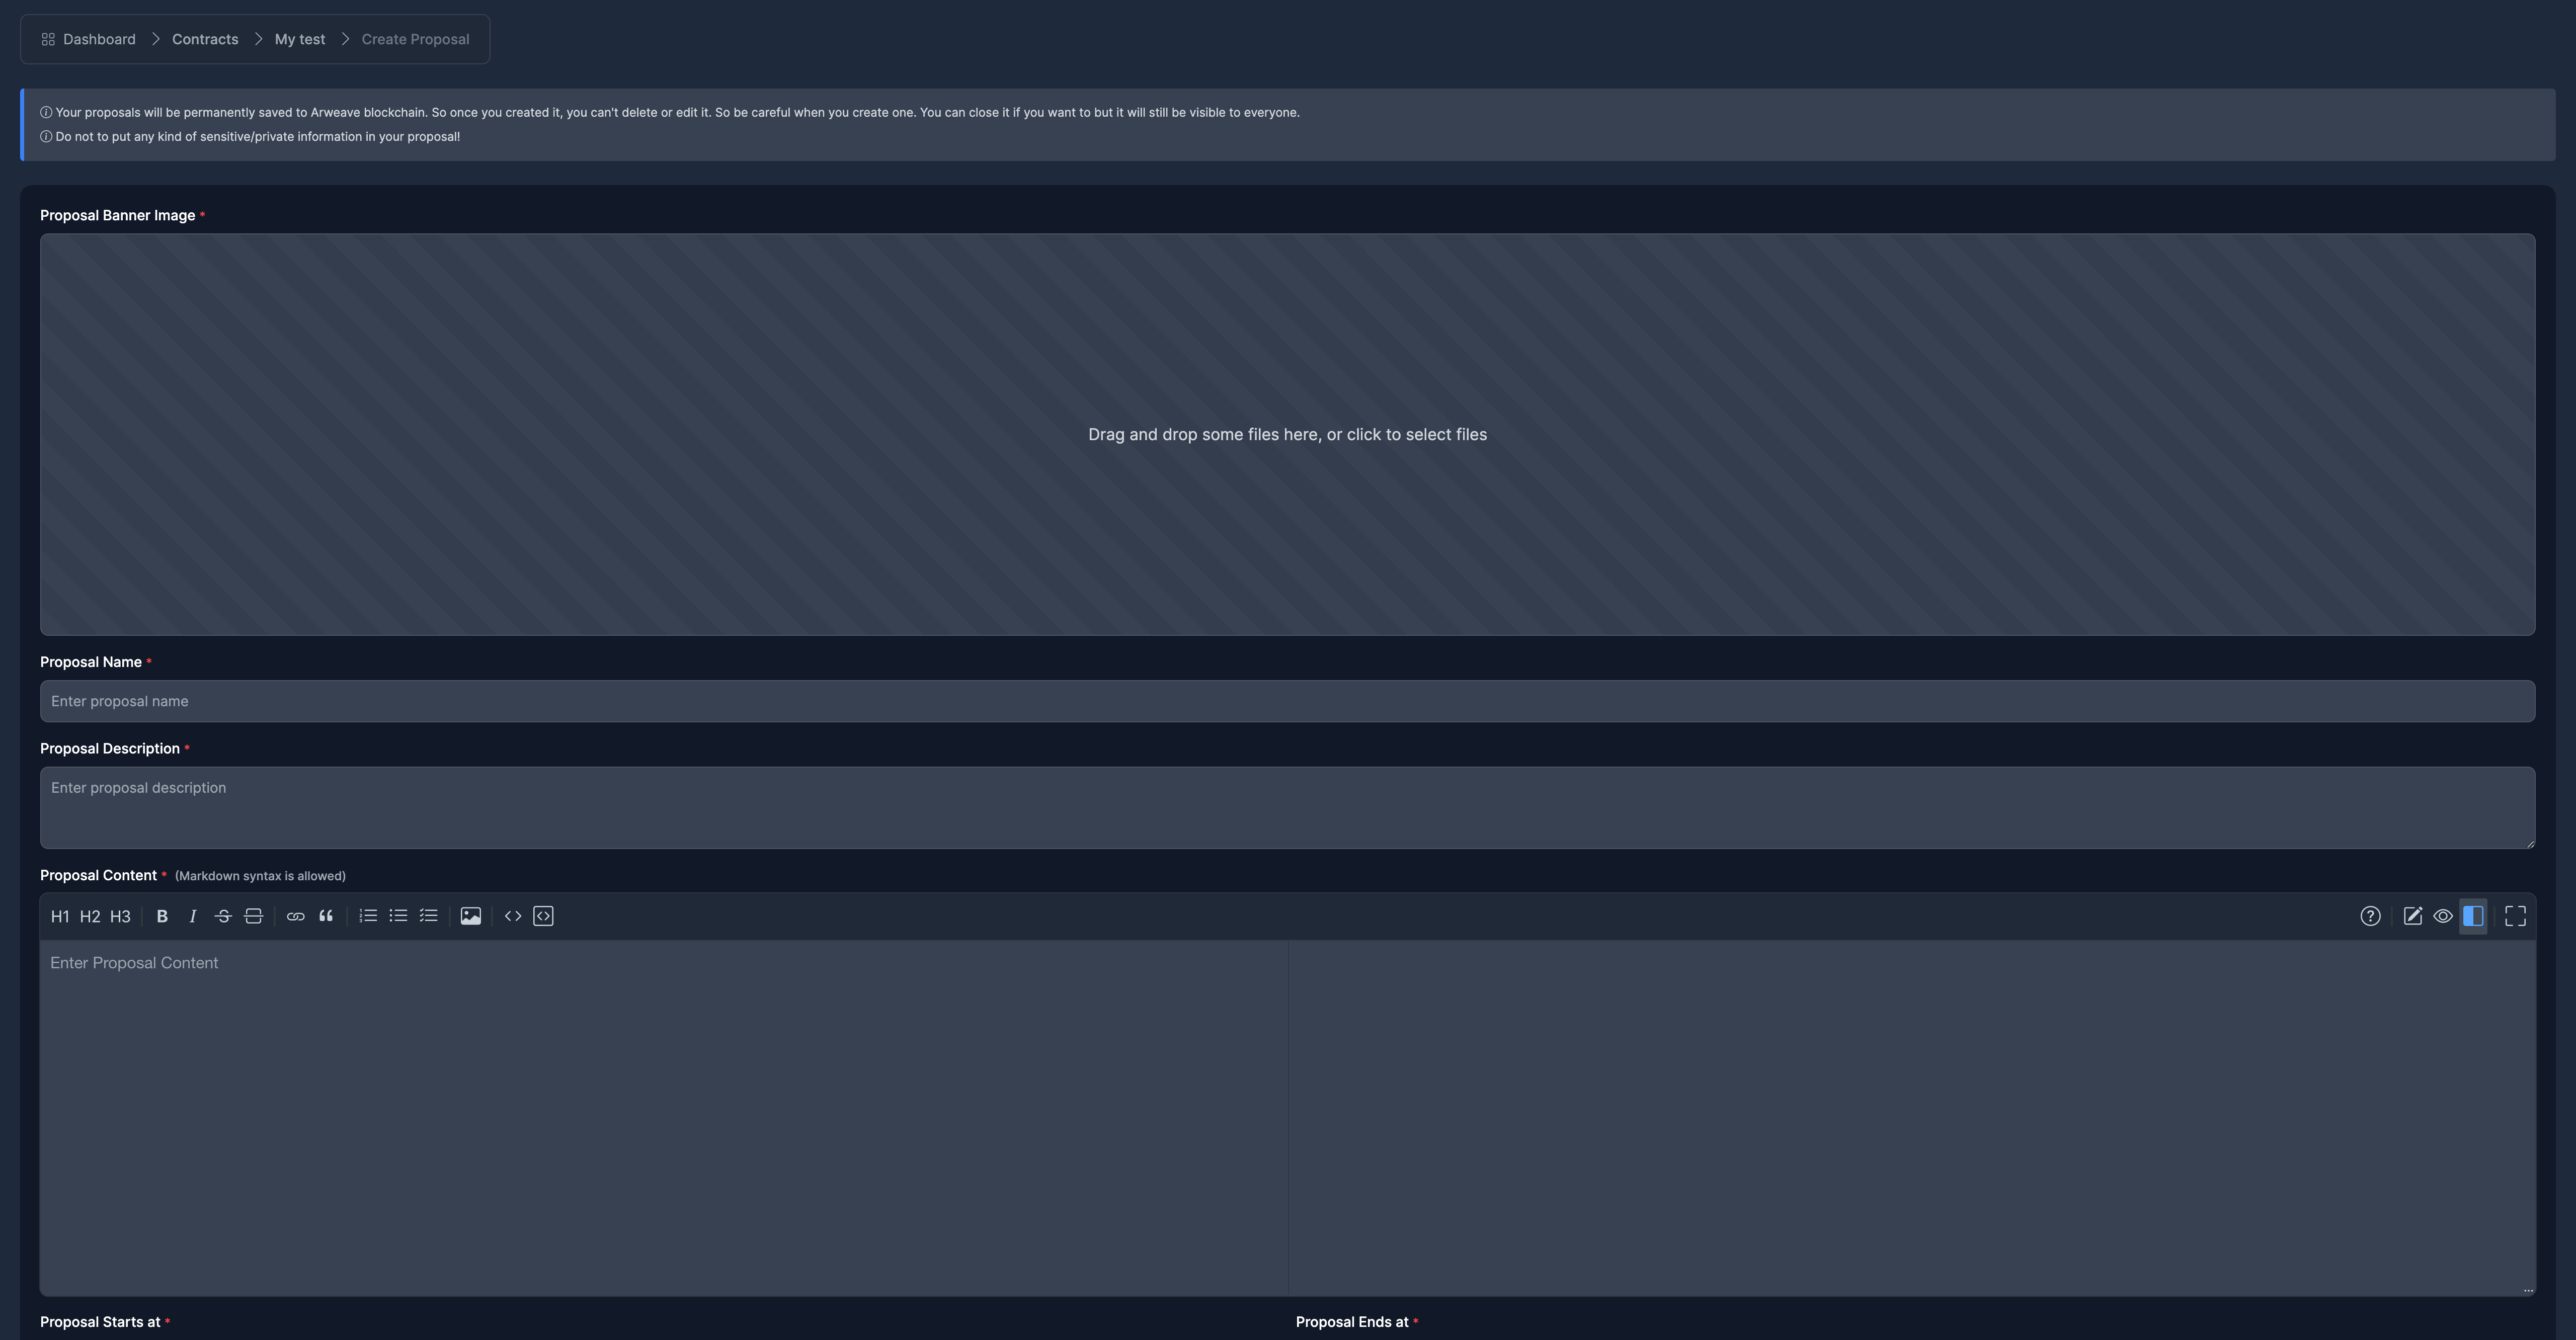 Dashboard > Contracts > My test > Create Proposal
Your proposals will be permanently saved to Arweave blockchain. So once you created it, you can't delete or edit it. So be careful when you create one. You can close it if you want to but it will still be visible to everyone.
Do not to put any kind of sensitive/private information in your proposal!
Proposal Banner Image *
Drag and drop some files here, or click to select files
Proposal Name *
Enter proposal name
Proposal Description *
Enter proposal description
Proposal Content * (Markdown syntax is allowed)
H1 H2 H3 B I S
Enter Proposal Content
Proposal Starts at * Proposal Ends at *